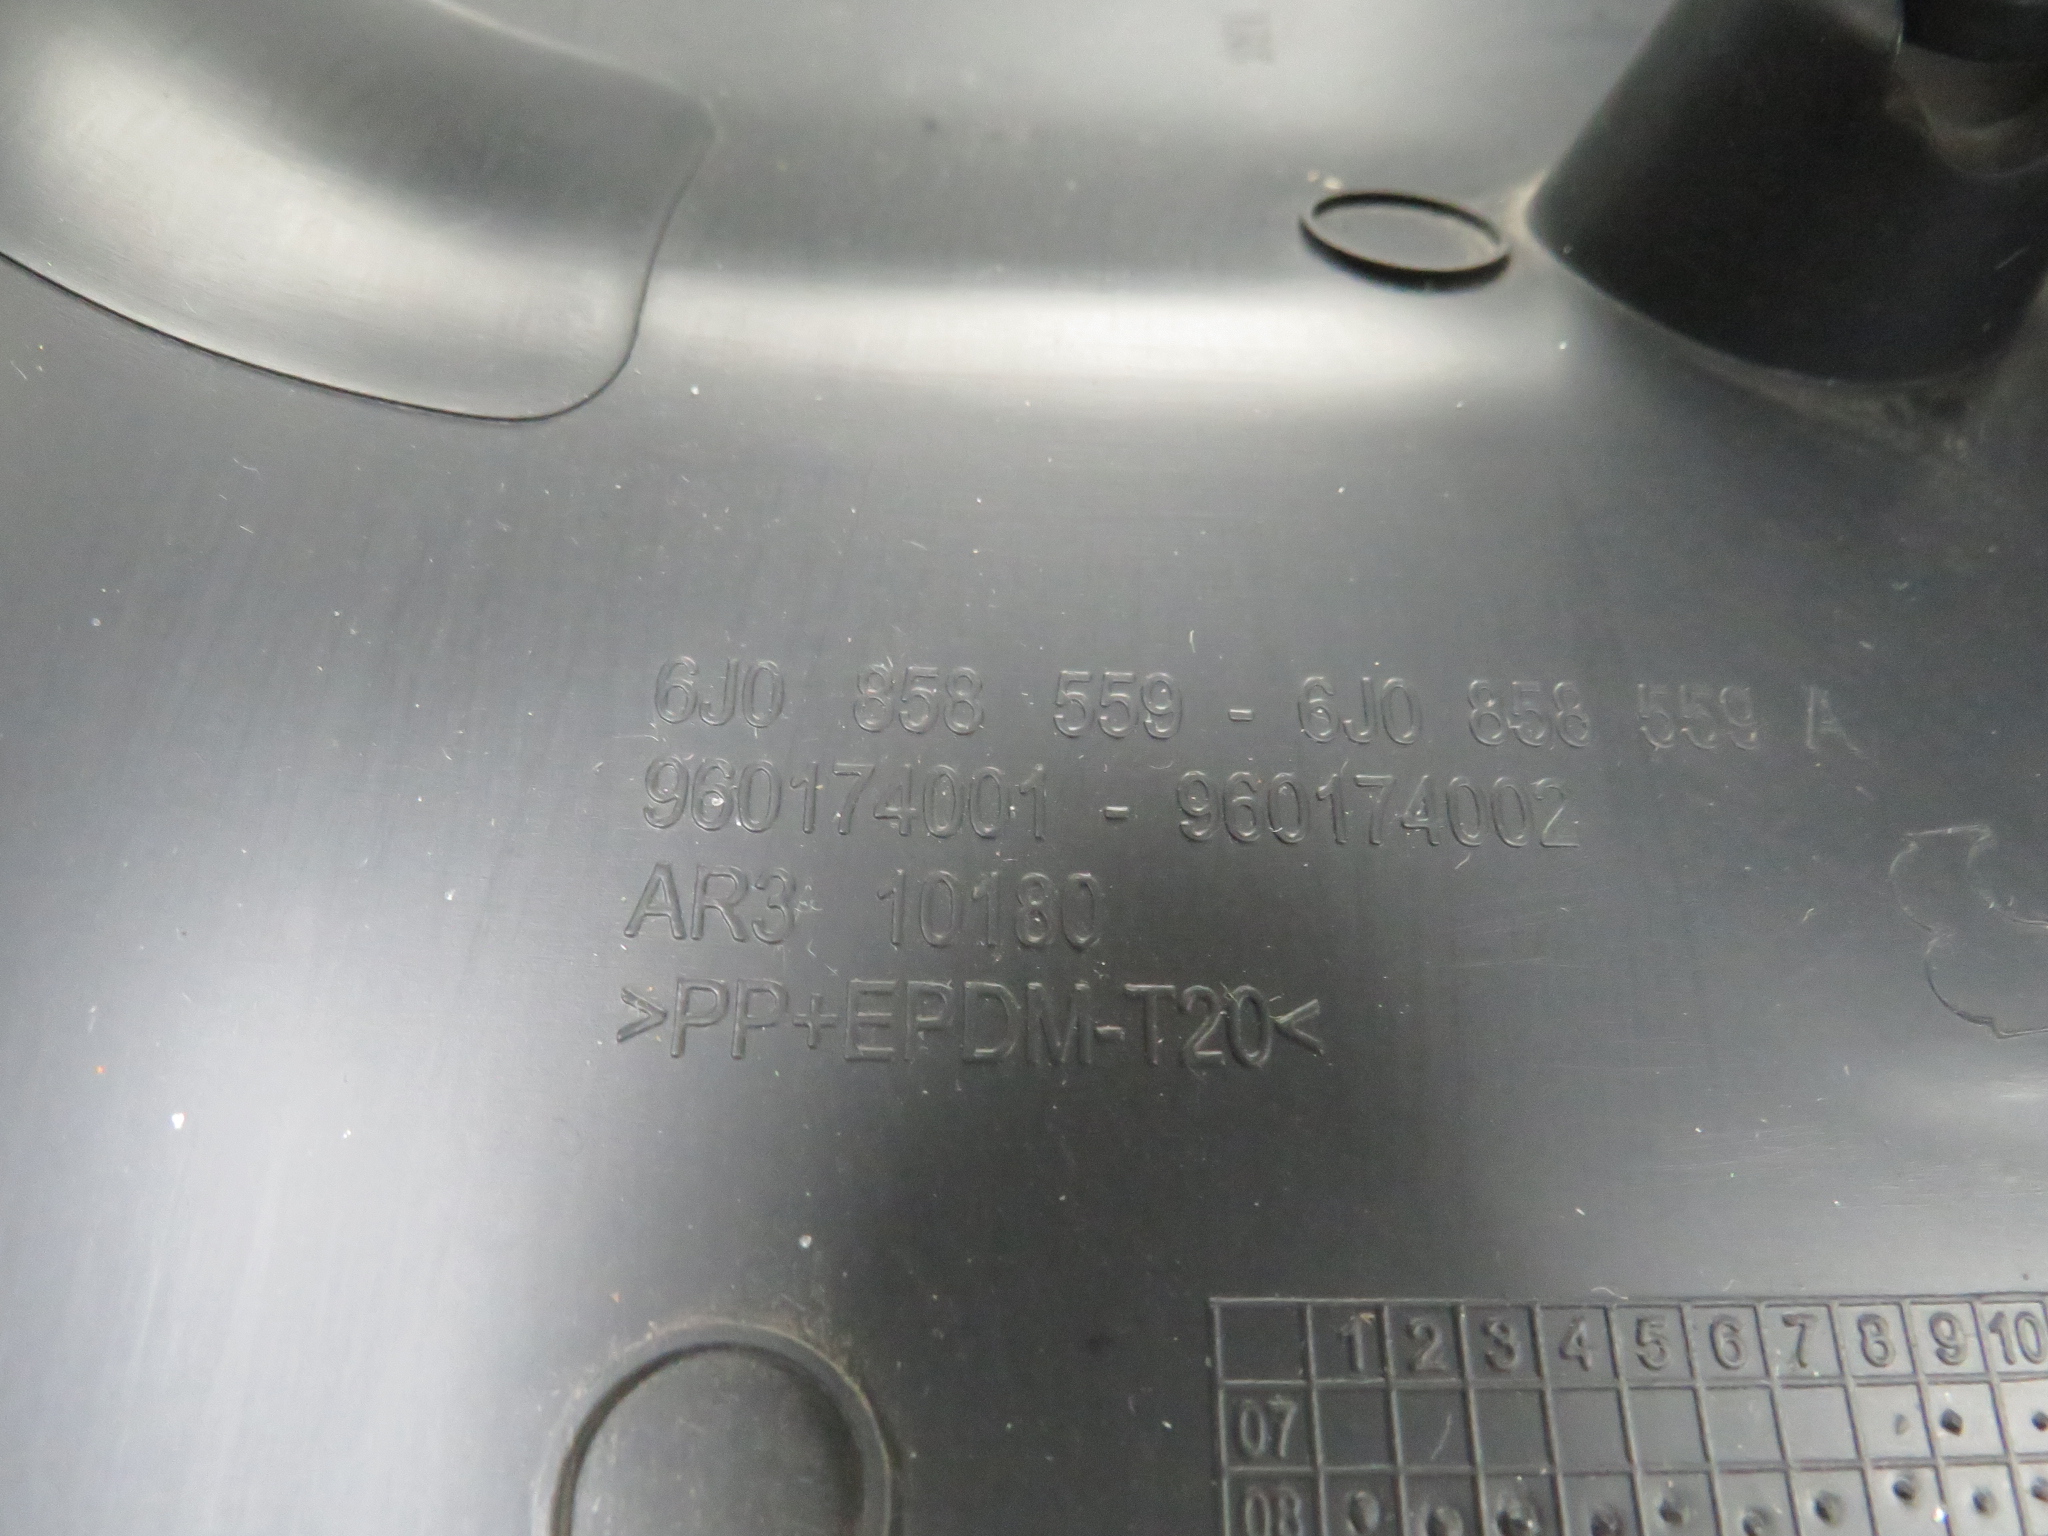 6J0 858 559 - 6J0 858 559 A
960174001 - 960174002
AR3 10180
>PP+EPDM-T20<
1 2 3 4 5 6 7 8 9 10
07
08